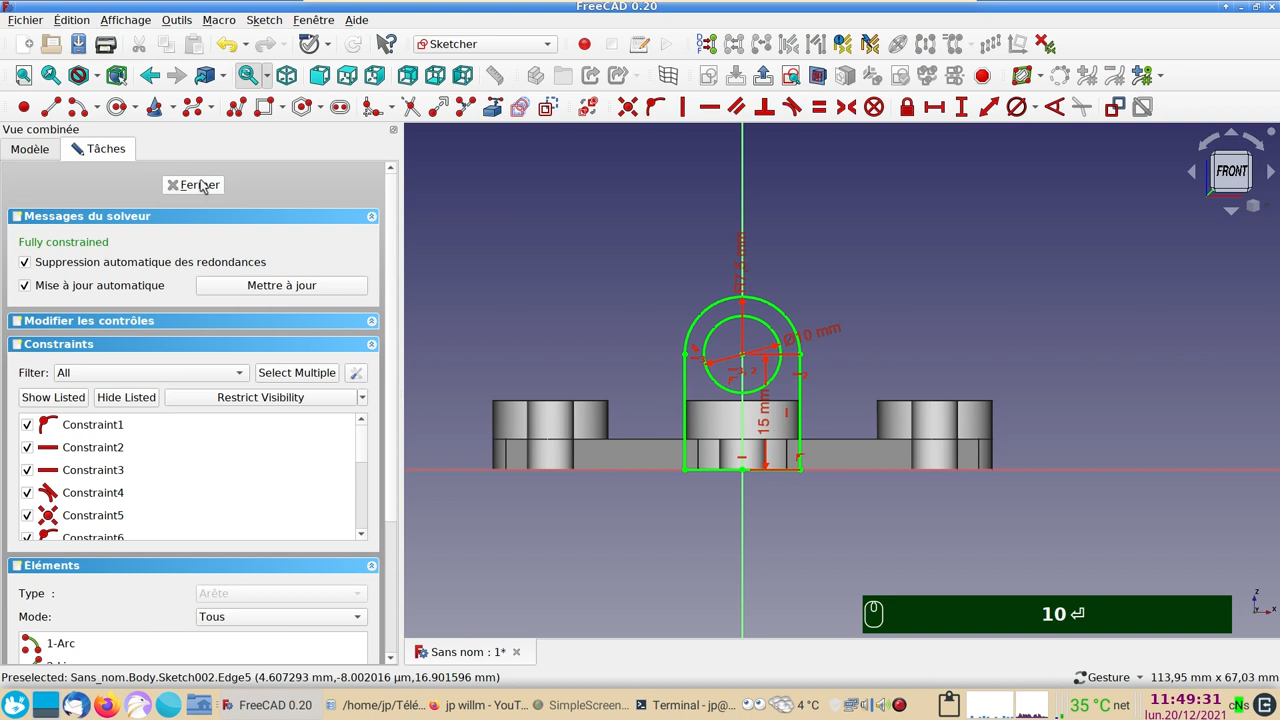 FreeCAD 0.20
Fichier Édition Affichage Outils Macro Sketch Fenêtre Aide
Sketcher
Vue combinée
Modèle Tâches
Fermer
Messages du solveur
Fully constrained
Suppression automatique des redondances
Mise à jour automatique Mettre à jour
Modifier les contrôles
Constraints
Filter: All Select Multiple
Show Listed Hide Listed Restrict Visibility
Constraint1
Constraint2
Constraint3
Constraint4
Constraint5
Constraint6
Eléments
Type : Arête
Mode: Tous
1-Arc
FRONT
Ø10 mm
15 mm
10
Sans nom : 1*
Preselected: Sans_nom.Body.Sketch002.Edge5 (4.607293 mm,-8.002016 µm,16.901596 mm) Gesture 113,95 mm x 67,03 mm
FreeCAD 0.20 /home/jp/Télé... jp willm - YouT... SimpleScreen... Terminal - jp@... 4 °C 35 °C net 11:49:31 lun.20/12/2021 cNs